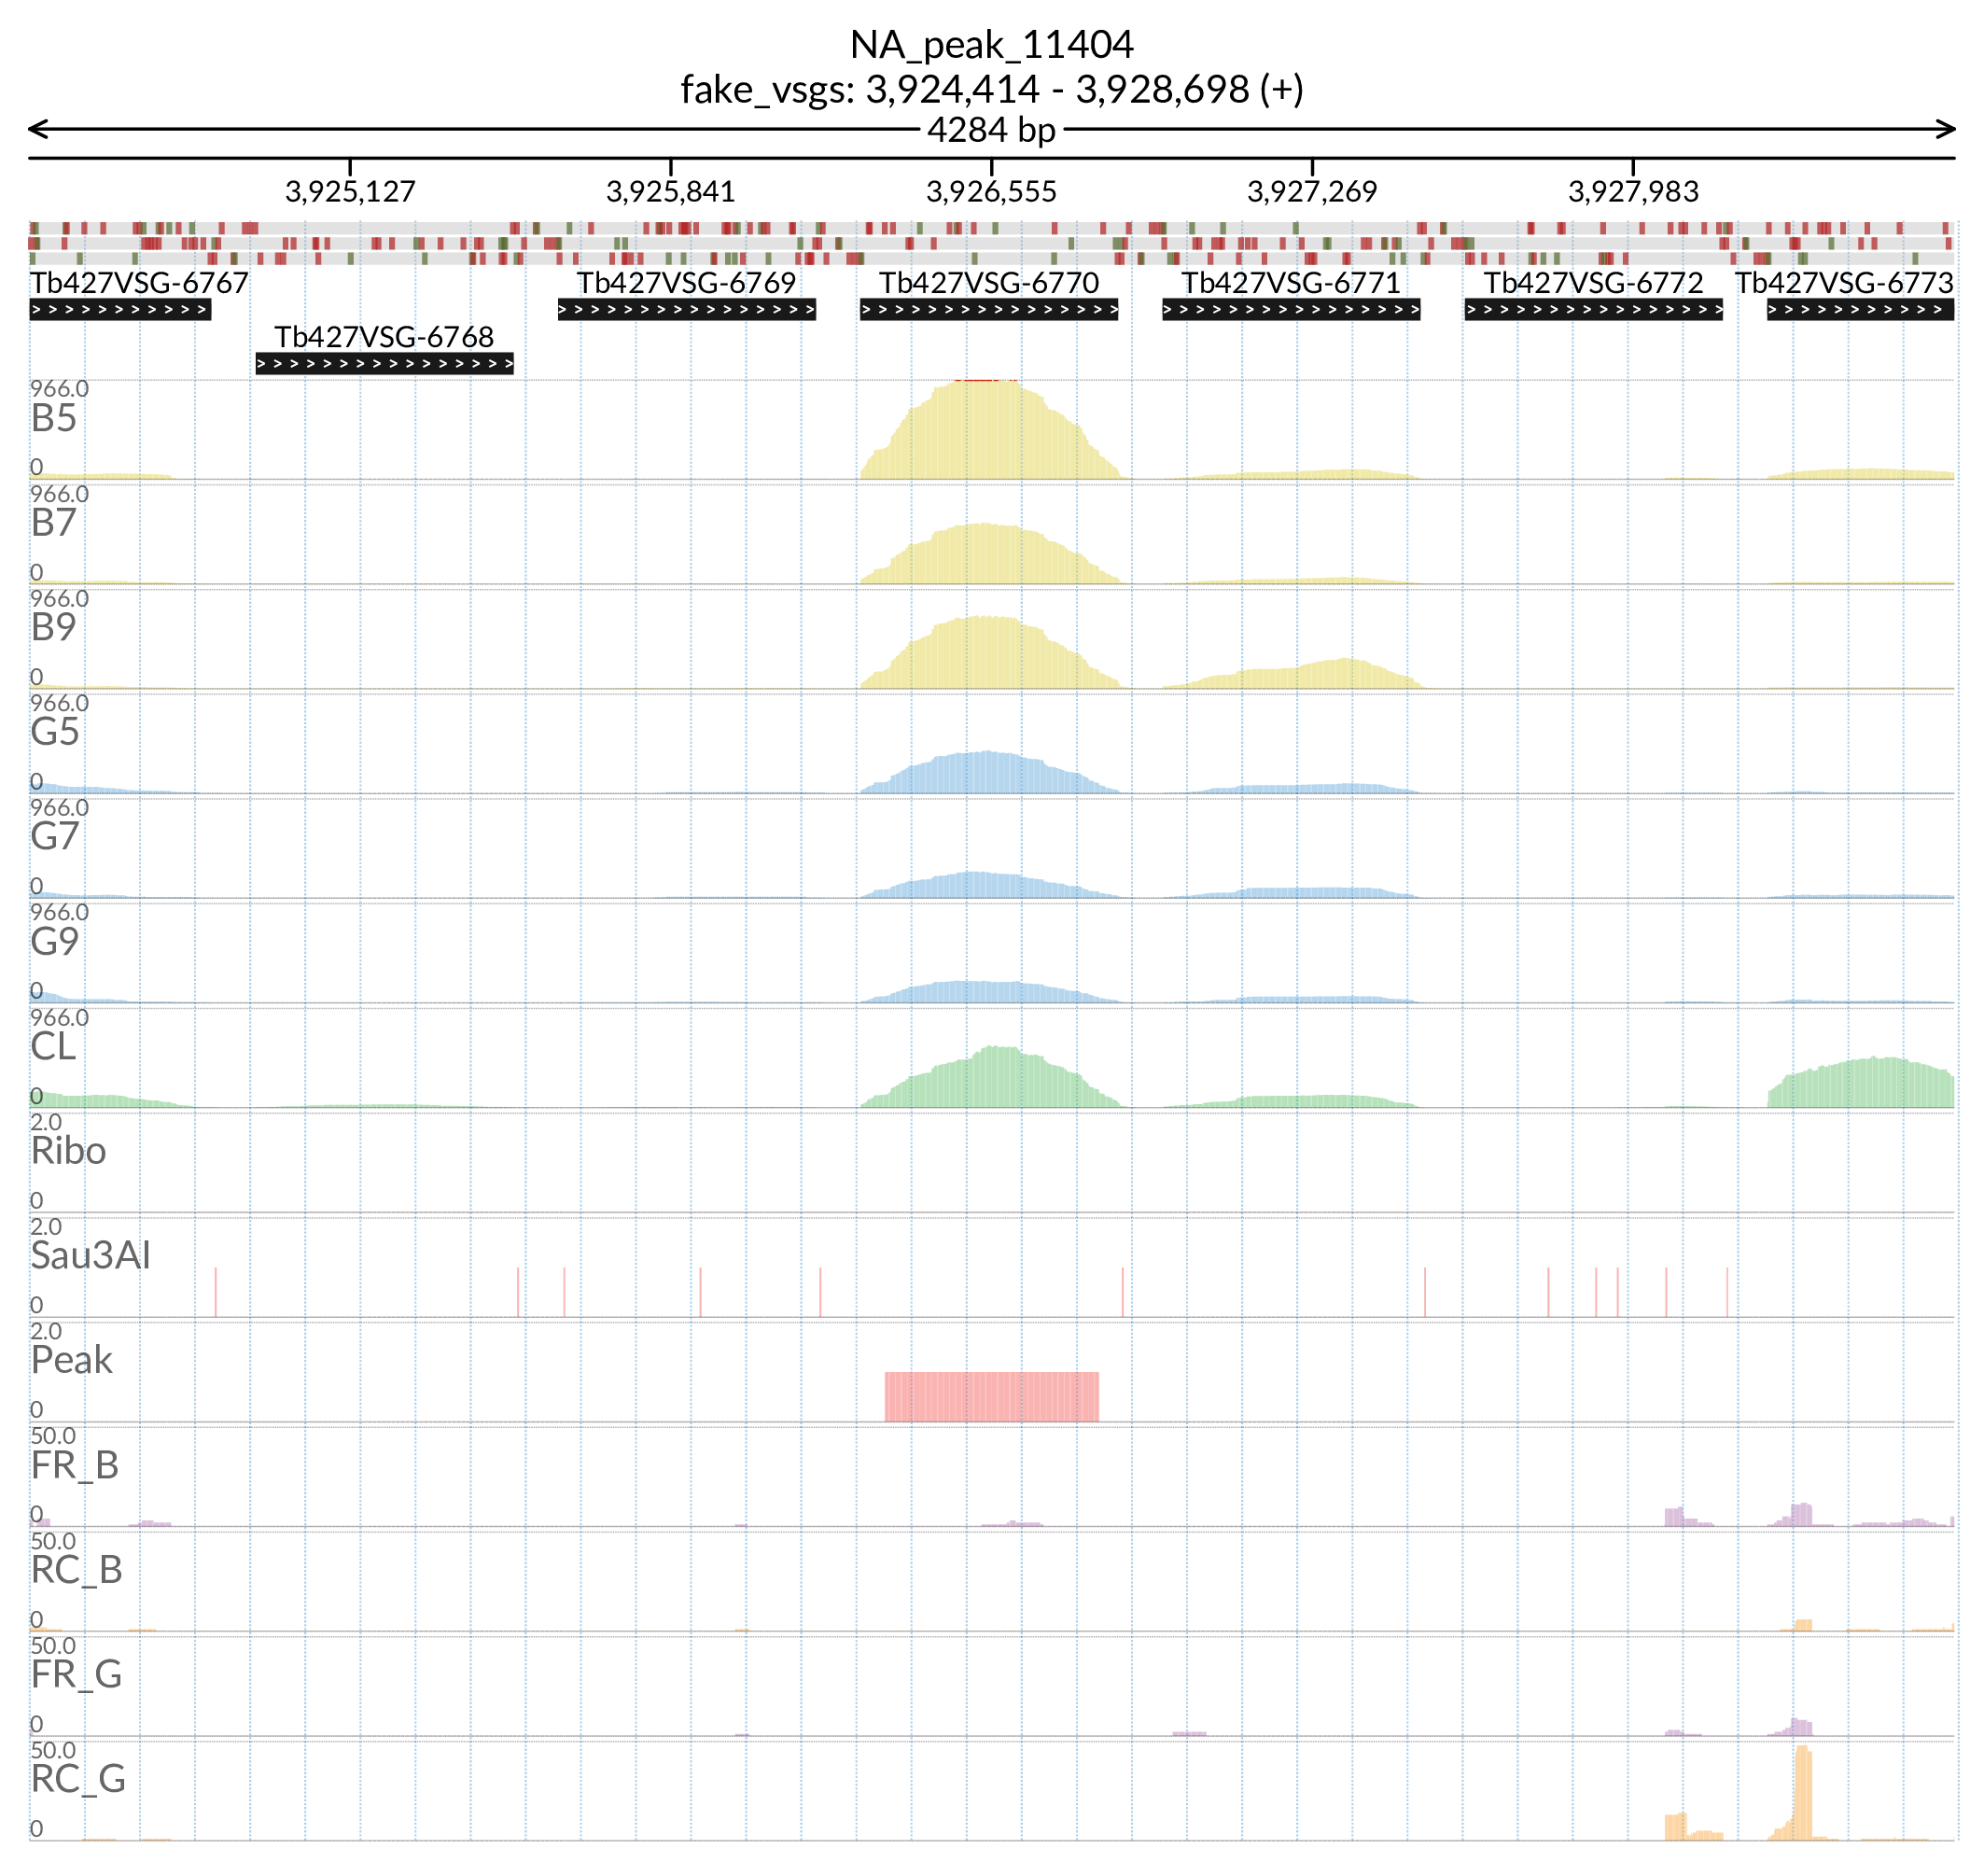 NA_peak_11404
fake_vsgs: 3,924,414 - 3,928,698 (+)
4284 bp
3,925,127 3,925,841 3,926,555 3,927,269 3,927,983
Tb427VSG-6767 Tb427VSG-6769 Tb427VSG-6770 Tb427VSG-6771 Tb427VSG-6772 Tb427VSG-6773
Tb427VSG-6768
966.0
B5
0
966.0
B7
0
966.0
B9
0
966.0
G5
0
966.0
G7
0
966.0
G9
0
966.0
CL
0
2.0
Ribo
0
2.0
Sau3AI
0
2.0
Peak
0
50.0
FR_B
0
50.0
RC_B
0
50.0
FR_G
0
50.0
RC_G
0